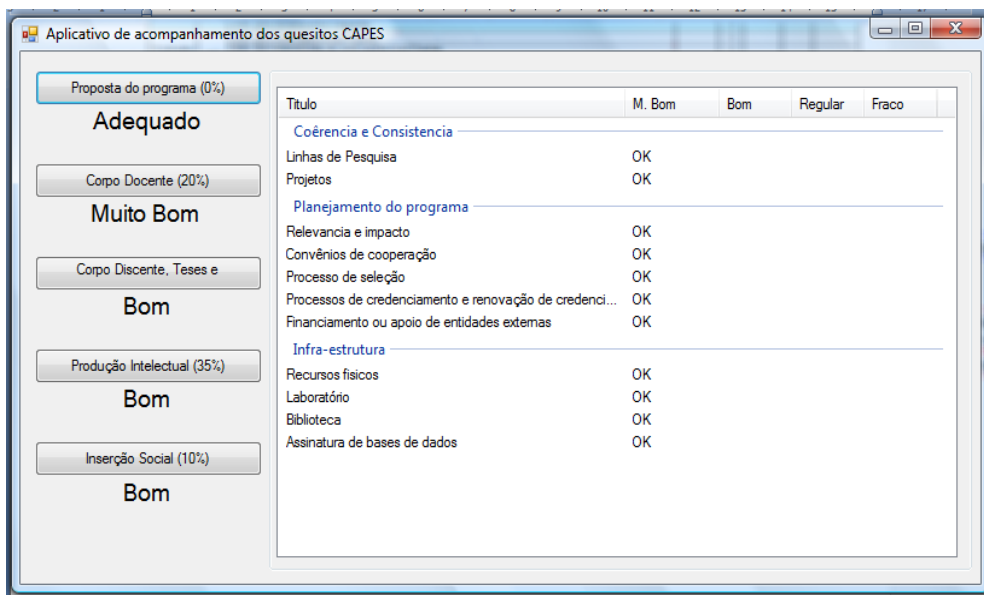 Aplicativo de acompanhamento dos quesitos CAPES
Proposta do programa (0%)
Adequado
Corpo Docente (20%)
Muito Bom
Corpo Discente, Teses e
Bom
Produção Intelectual (35%)
Bom
Inserção Social (10%)
Bom
Titulo M. Bom Bom Regular Fraco
Coêrencia e Consistencia
Linhas de Pesquisa OK
Projetos OK
Planejamento do programa
Relevancia e impacto OK
Convênios de cooperação OK
Processo de seleção OK
Processos de credenciamento e renovação de credenci... OK
Financiamento ou apoio de entidades externas OK
Infra-estrutura
Recursos fisicos OK
Laboratório OK
Biblioteca OK
Assinatura de bases de dados OK